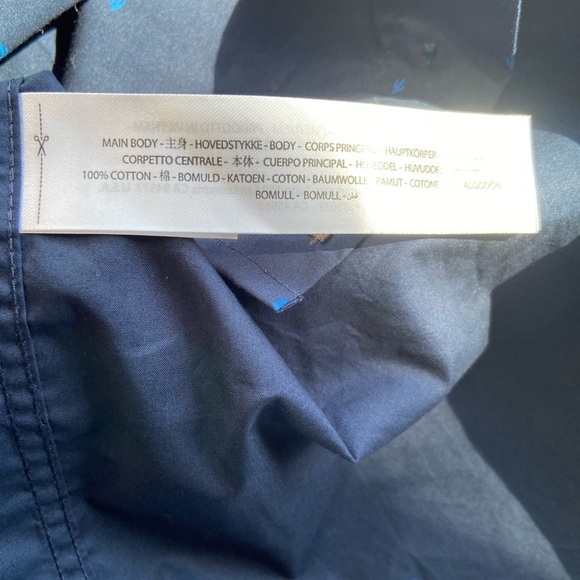 MAIN BODY - 主身 - HOVEDSTYKKE - BODY - CORPS PRINCIPAL - HAUPTKÖRPER -
CORPETTO CENTRALE - 本体 - CUERPO PRINCIPAL - HOVEDDEL - HUVUDDEL
100% COTTON - 棉 - BOMULD - KATOEN - COTON - BAUMWOLLE PAMUT - COTONE ALGODON
BOMULL - BOMULL - قطن